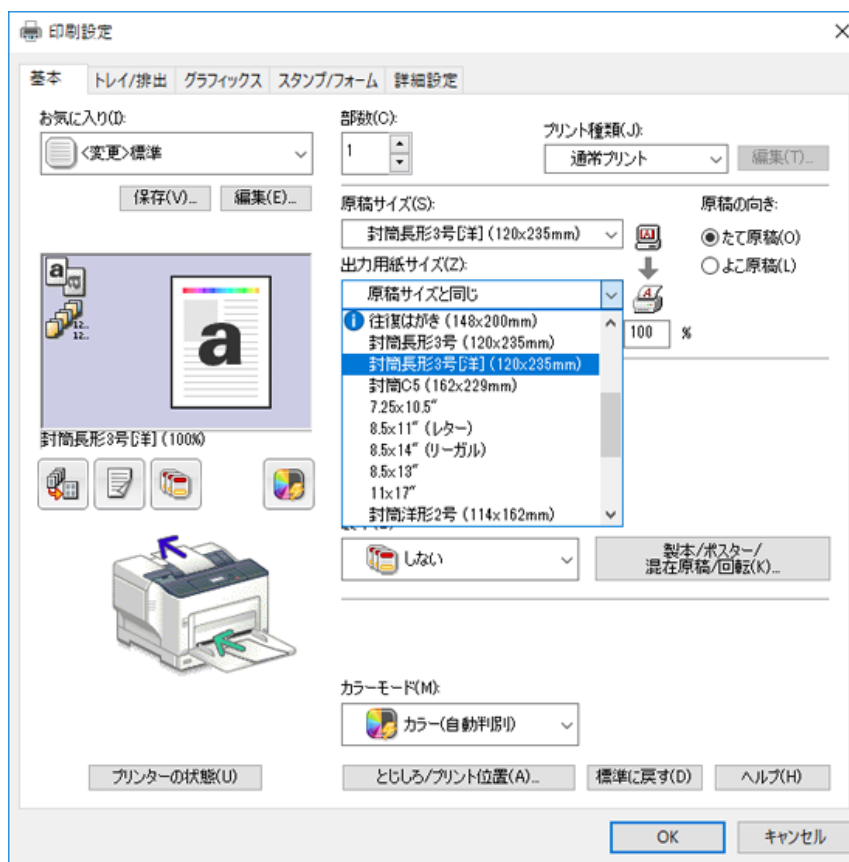 印刷設定
基本 トレイ/排出 グラフィックス スタンプ/フォーム 詳細設定
お気に入り(I):
<変更>標準
保存(V)... 編集(E)...
部数(C):
1
プリント種類(J):
通常プリント
編集(T)...
原稿サイズ(S):
封筒長形3号[洋] (120x235mm)
原稿の向き:
たて原稿(O)
よこ原稿(L)
出力用紙サイズ(Z):
原稿サイズと同じ
往復はがき (148x200mm)
封筒長形3号 (120x235mm)
封筒長形3号[洋] (120x235mm)
封筒C5 (162x229mm)
7.25x10.5"
8.5x11" (レター)
8.5x14" (リーガル)
8.5x13"
11x17"
封筒洋形2号 (114x162mm)
100 %
a
a
12..
12..
a
封筒長形3号[洋] (100%)
しない
製本/ポスター/
混在原稿/回転(K)...
カラーモード(M):
カラー(自動判別)
プリンターの状態(U)
とじしろ/プリント位置(A)...
標準に戻す(D)
ヘルプ(H)
OK
キャンセル